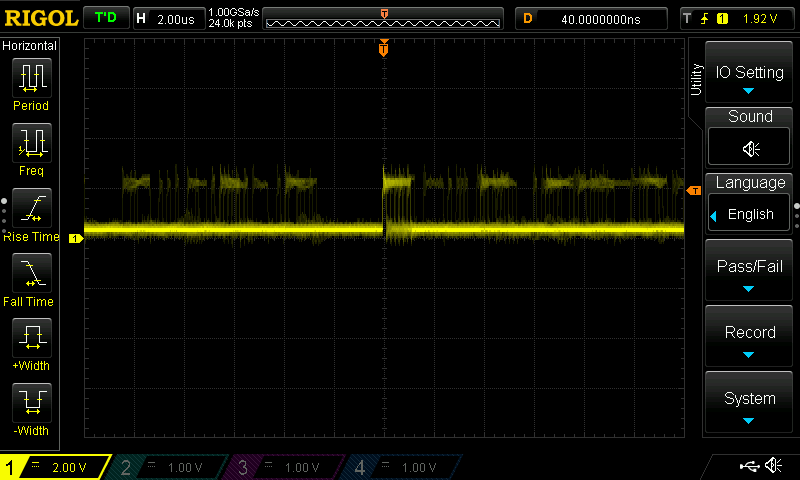 RIGOL T'D H 2.00us 1.00GSa/s 24.0k pts T D 40.0000000ns T 1 1.92 V
Horizontal
Period
Freq
Rise Time
Fall Time
+Width
-Width
T
T
1
Utility
IO Setting
Sound
Language
English
Pass/Fail
Record
System
1 2.00 V 2 1.00 V 3 1.00 V 4 1.00 V